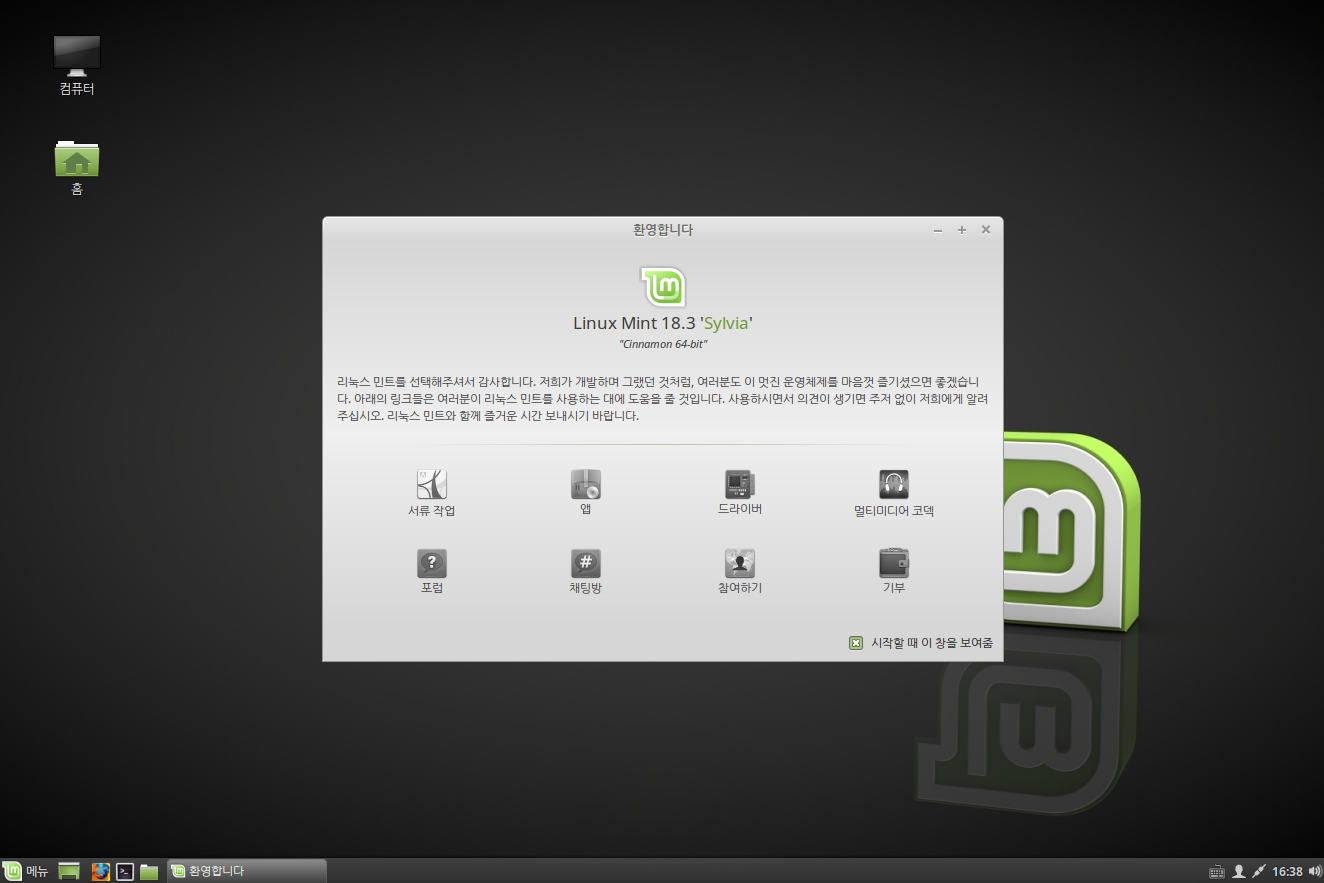 컴퓨터
홈
환영합니다
Linux Mint 18.3 'Sylvia'
"Cinnamon 64-bit"
리눅스 민트를 선택해주셔서 감사합니다. 저희가 개발하며 그랬던 것처럼, 여러분도 이 멋진 운영체제를 마음껏 즐기셨으면 좋겠습니
다. 아래의 링크들은 여러분이 리눅스 민트를 사용하는 대에 도움을 줄 것입니다. 사용하시면서 의견이 생기면 주저 없이 저희에게 알려
주십시오. 리눅스 민트와 함께 즐거운 시간 보내시기 바랍니다.
서류 작업 앱 드라이버 멀티미디어 코덱
포럼 채팅방 참여하기 기부
시작할 때 이 창을 보여줌
메뉴 환영합니다 16:38